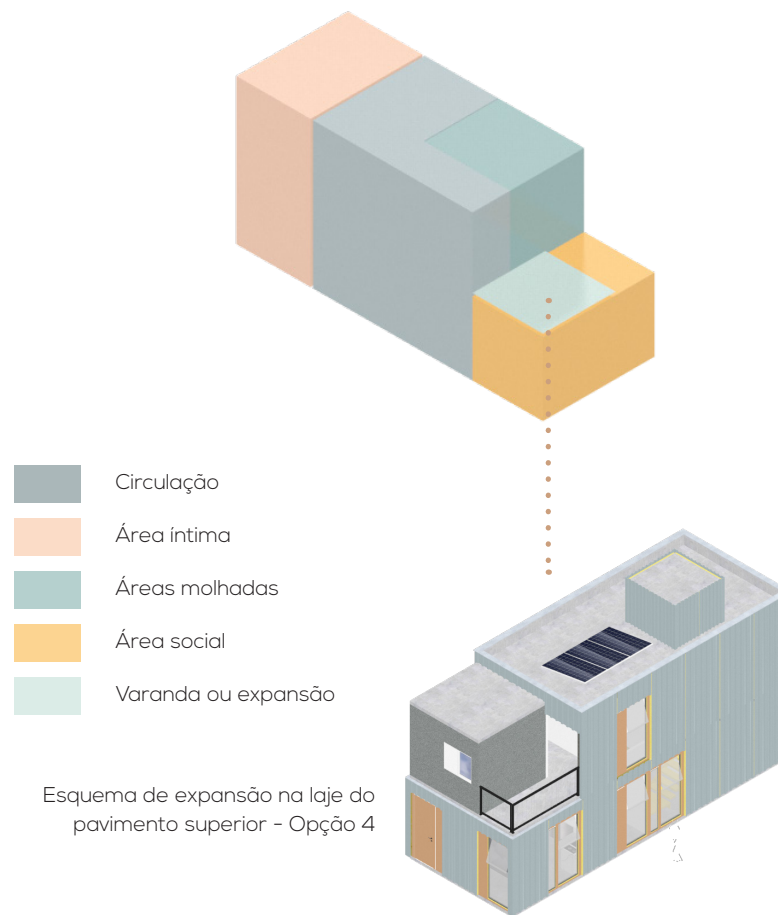 Circulação
Área íntima
Áreas molhadas
Área social
Varanda ou expansão
Esquema de expansão na laje do
pavimento superior - Opção 4